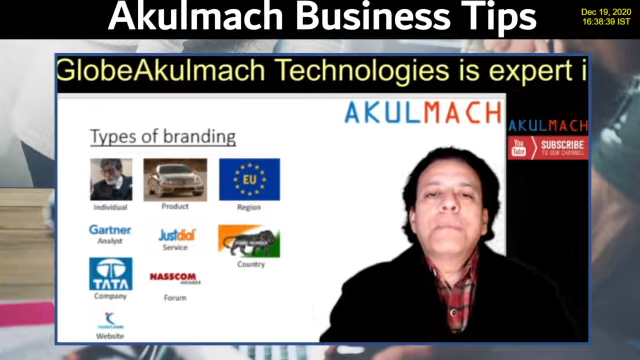 Akulmach Business Tips
Dec 19, 2020
16:38:39 IST
GlobeAkulmach Technologies is expert i
AKULMACH
AKULMACH
You Tube
SUBSCRIBE
TO OUR CHANNEL
Types of branding
EU
Individual
Product
Region
Gartner
Justdial
Analyst
Service
Country
TATA
NASSCOM
Company
Forum
Website